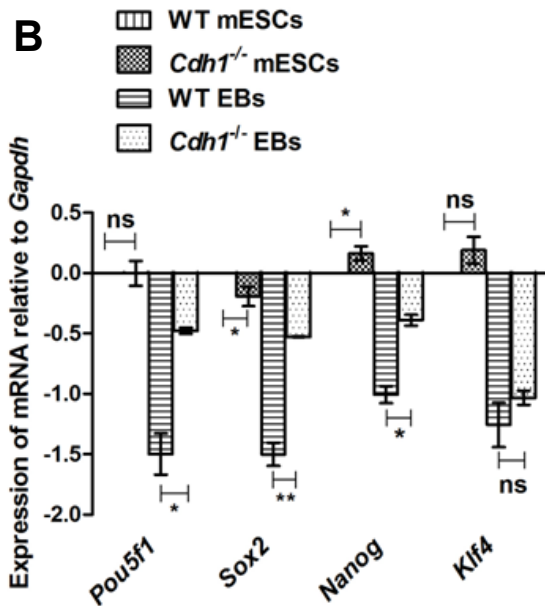 B
WT mESCs
Cdh1-/- mESCs
WT EBs
Cdh1-/- EBs
Expression of mRNA relative to Gapdh
0.5
0.0
-0.5
-1.0
-1.5
-2.0
ns
*
*
ns
*
**
*
ns
Pou5f1
Sox2
Nanog
Klf4